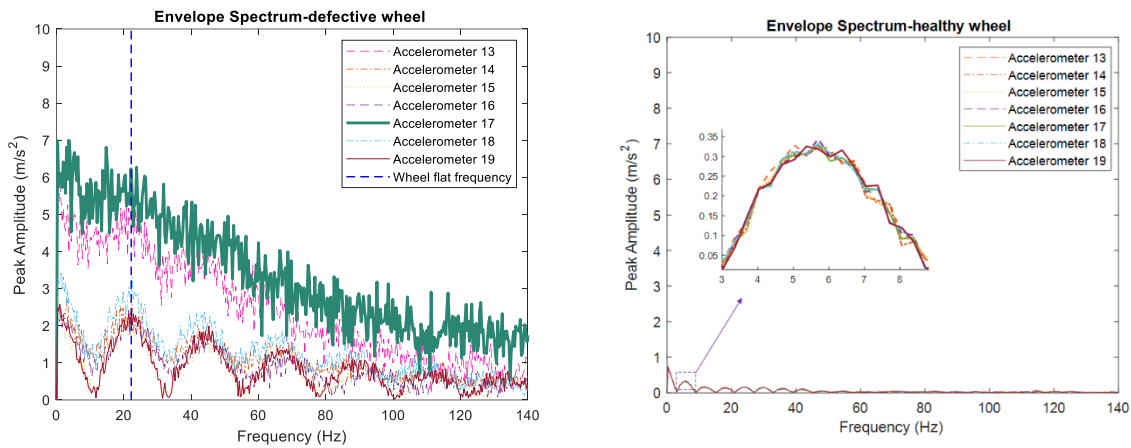 Envelope Spectrum-defective wheel
Peak Amplitude (m/s²)
10
9
8
7
6
5
4
3
2
1
0
Accelerometer 13
Accelerometer 14
Accelerometer 15
Accelerometer 16
Accelerometer 17
Accelerometer 18
Accelerometer 19
Wheel flat frequency
0 20 40 60 80 100 120 140
Frequency (Hz)
Envelope Spectrum-healthy wheel
Peak Amplitude (m/s²)
10
9
8
7
6
5
4
3
2
1
0
Accelerometer 13
Accelerometer 14
Accelerometer 15
Accelerometer 16
Accelerometer 17
Accelerometer 18
Accelerometer 19
0.35
0.3
0.25
0.2
0.15
0.1
0.05
3 4 5 6 7 8
0 20 40 60 80 100 120 140
Frequency (Hz)